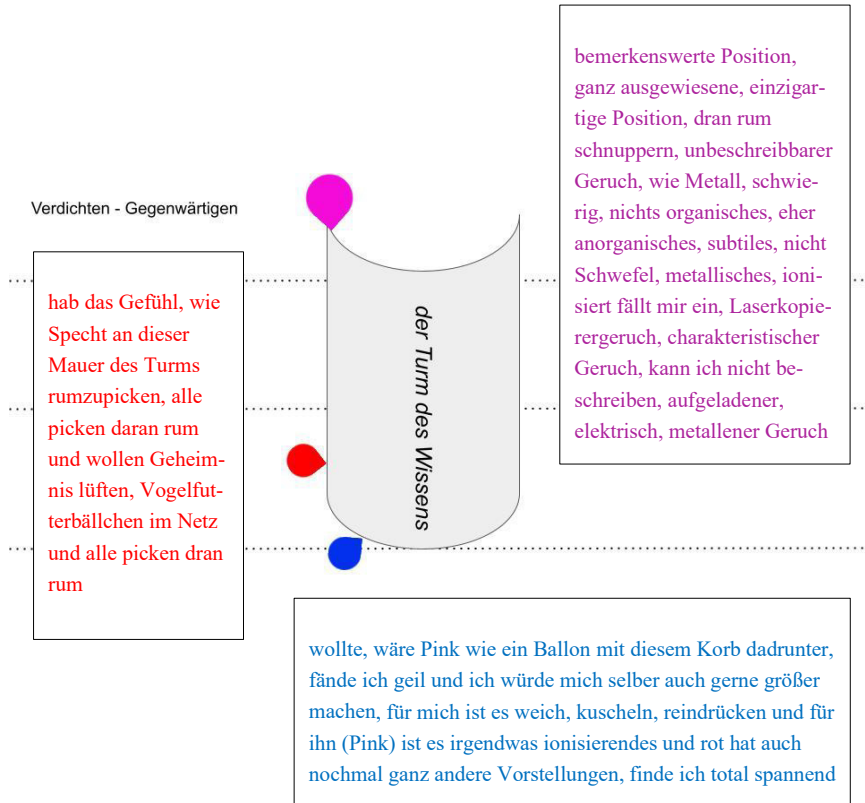 bemerkenswerte Position,
ganz ausgewiesene, einzigar-
tige Position, dran rum
schnuppern, unbeschreibbarer
Geruch, wie Metall, schwie-
rig, nichts organisches, eher
anorganisches, subtiles, nicht
Schwefel, metallisches, ioni-
siert fällt mir ein, Laserkopie-
rergeruch, charakteristischer
Geruch, kann ich nicht be-
schreiben, aufgeladener,
elektrisch, metallener Geruch
Verdichten - Gegenwärtigen
hab das Gefühl, wie
Specht an dieser
Mauer des Turms
rumzupicken, alle
picken daran rum
und wollen Geheim-
nis lüften, Vogelfut-
terbällchen im Netz
und alle picken dran
rum
der Turm des Wissens
wollte, wäre Pink wie ein Ballon mit diesem Korb dadrunter,
fände ich geil und ich würde mich selber auch gerne größer
machen, für mich ist es weich, kuscheln, reindrücken und für
ihn (Pink) ist es irgendwas ionisierendes und rot hat auch
nochmal ganz andere Vorstellungen, finde ich total spannend